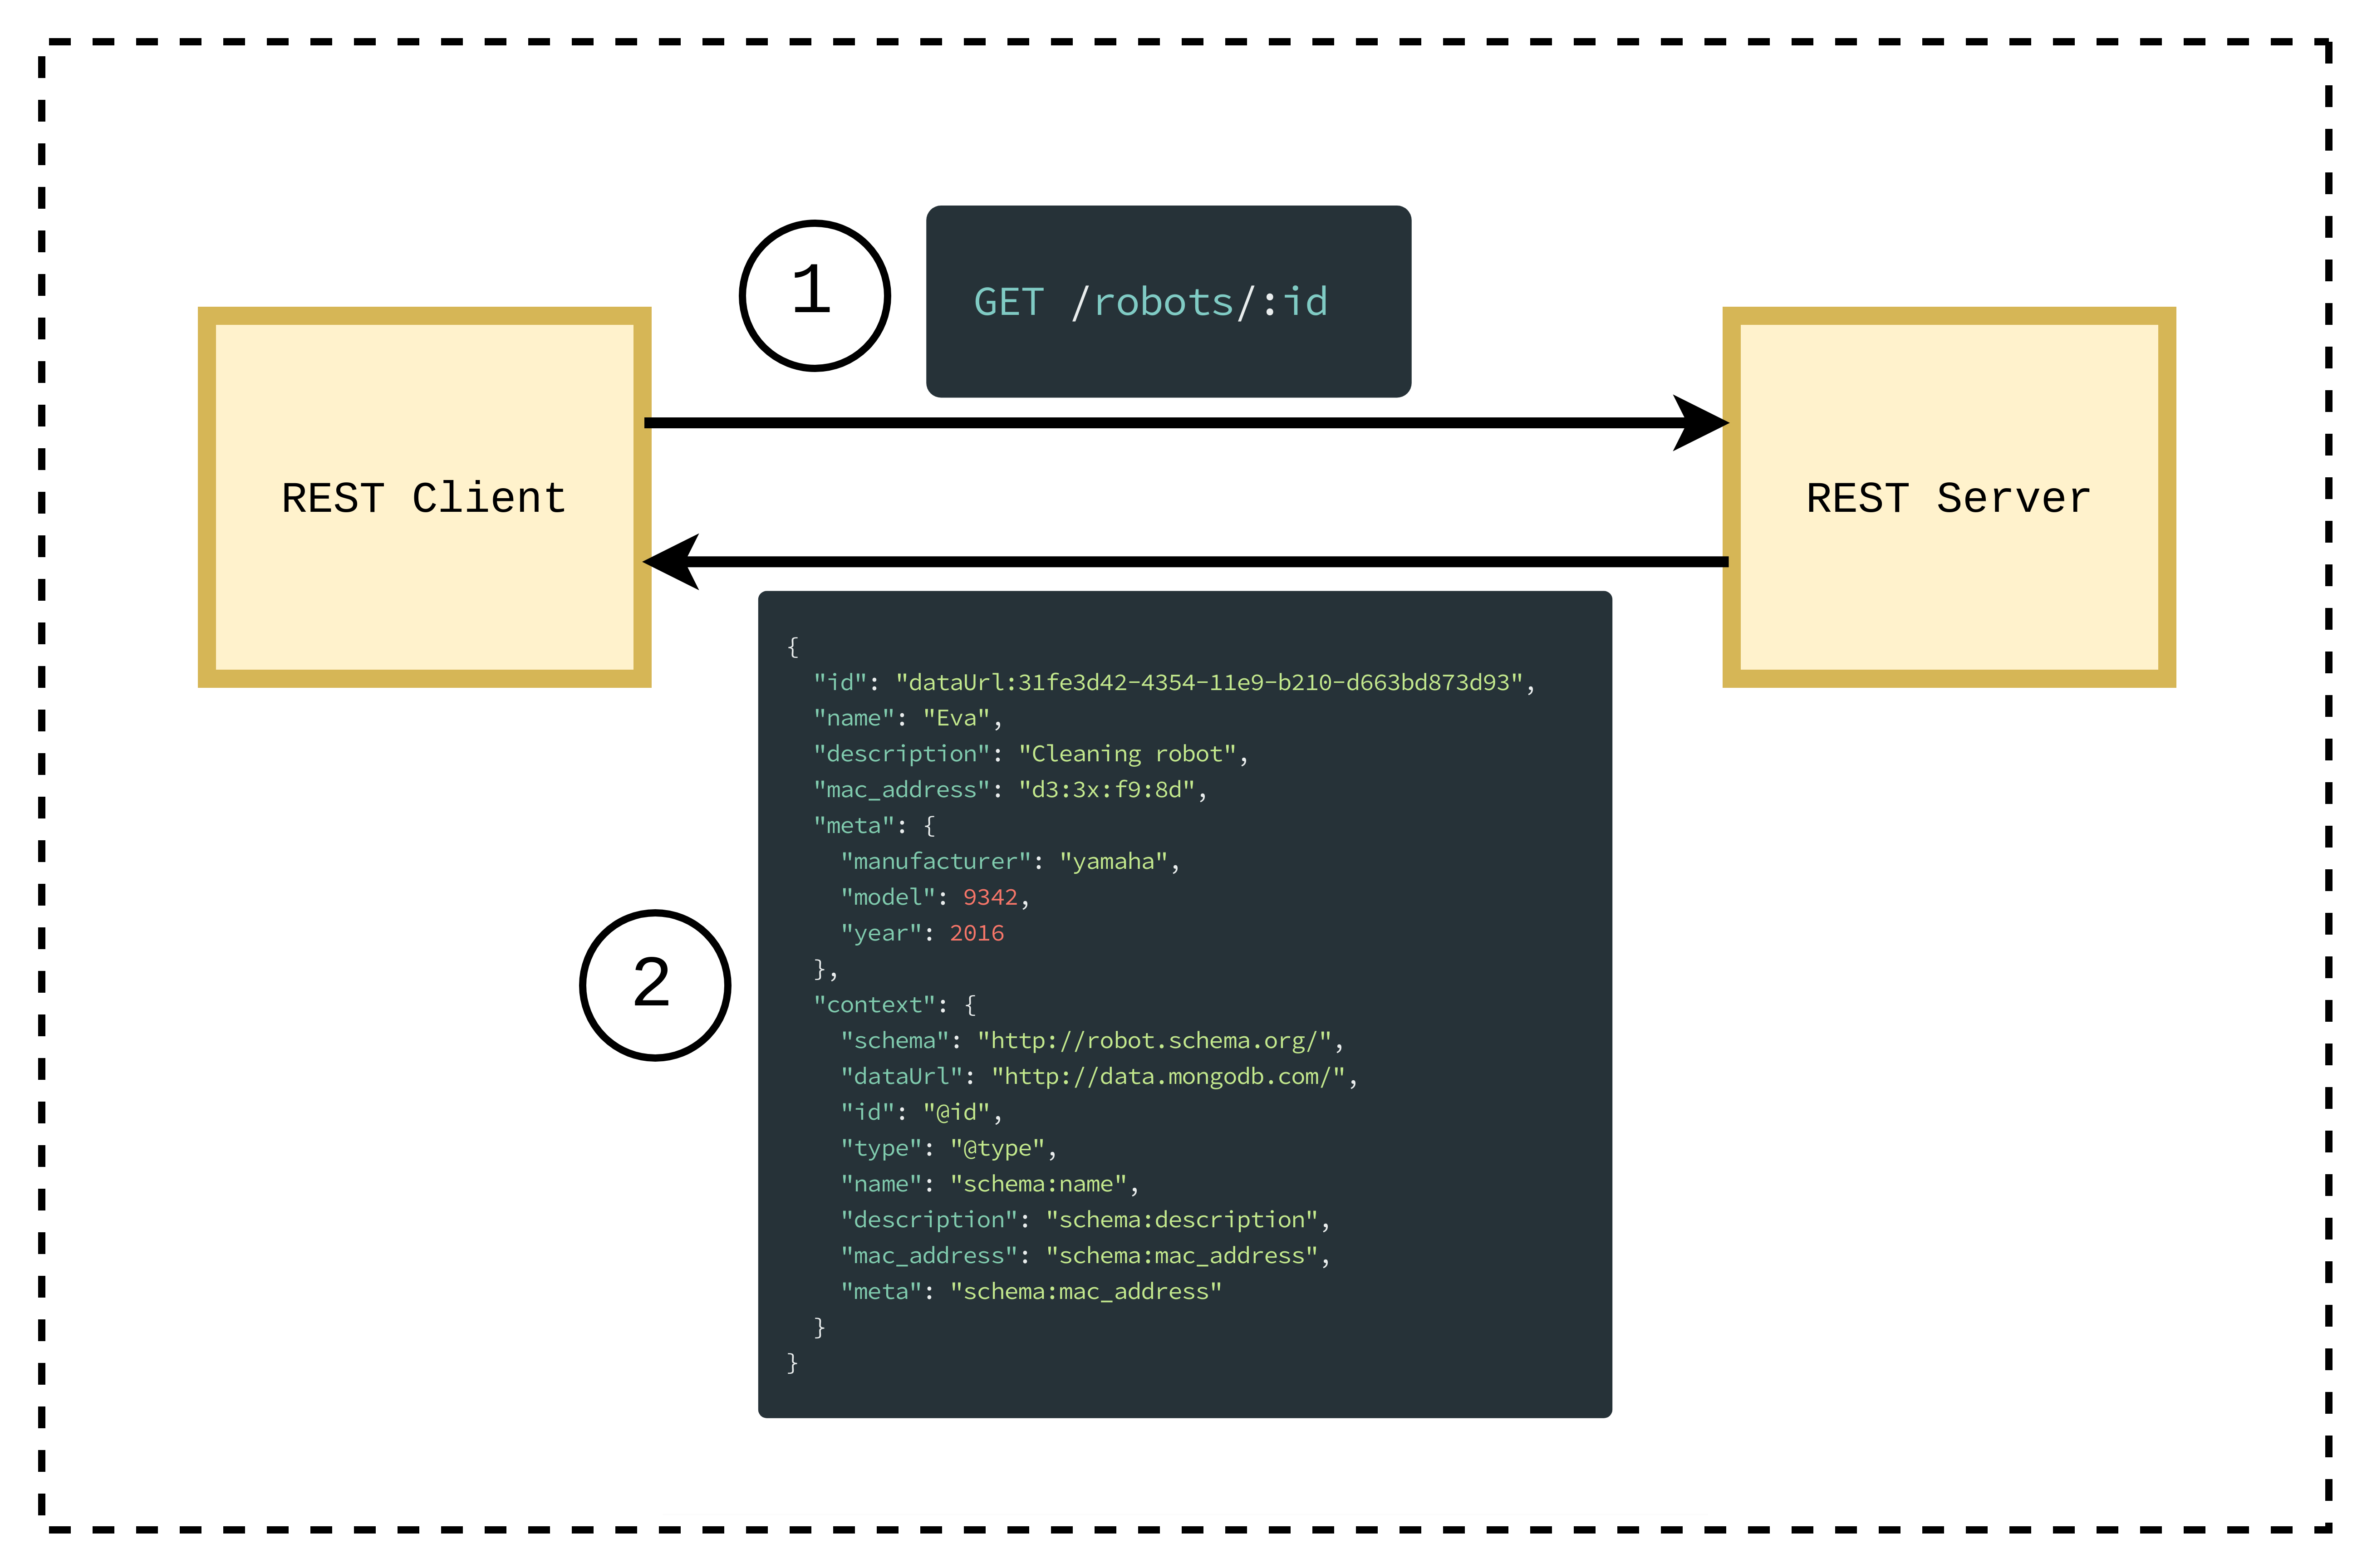 1
GET /robots/:id
REST Client
REST Server
{
  "id": "dataUrl:31fe3d42-4354-11e9-b210-d663bd873d93",
  "name": "Eva",
  "description": "Cleaning robot",
  "mac_address": "d3:3x:f9:8d",
  "meta": {
    "manufacturer": "yamaha",
    "model": 9342,
    "year": 2016
  },
  "context": {
    "schema": "http://robot.schema.org/",
    "dataUrl": "http://data.mongodb.com/",
    "id": "@id",
    "type": "@type",
    "name": "schema:name",
    "description": "schema:description",
    "mac_address": "schema:mac_address",
    "meta": "schema:mac_address"
  }
}
2